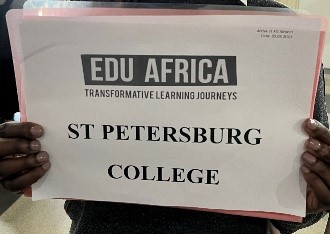 EDU AFRICA
TRANSFORMATIVE LEARNING JOURNEYS
ST PETERSBURG
COLLEGE